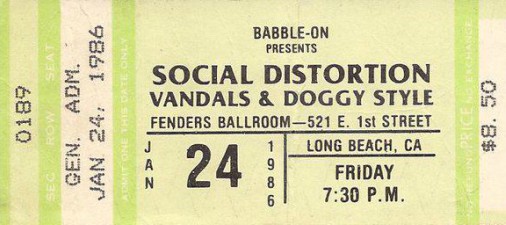 0189
SEC ROW SEAT
GEN. ADM.
JAN 24, 1986
ADMIT ONE THIS DATE ONLY
BABBLE-ON
PRESENTS
SOCIAL DISTORTION
VANDALS & DOGGY STYLE
FENDERS BALLROOM—521 E. 1st STREET
JAN 24 1986
LONG BEACH, CA
FRIDAY
7:30 P.M.
PRICE
$8.50